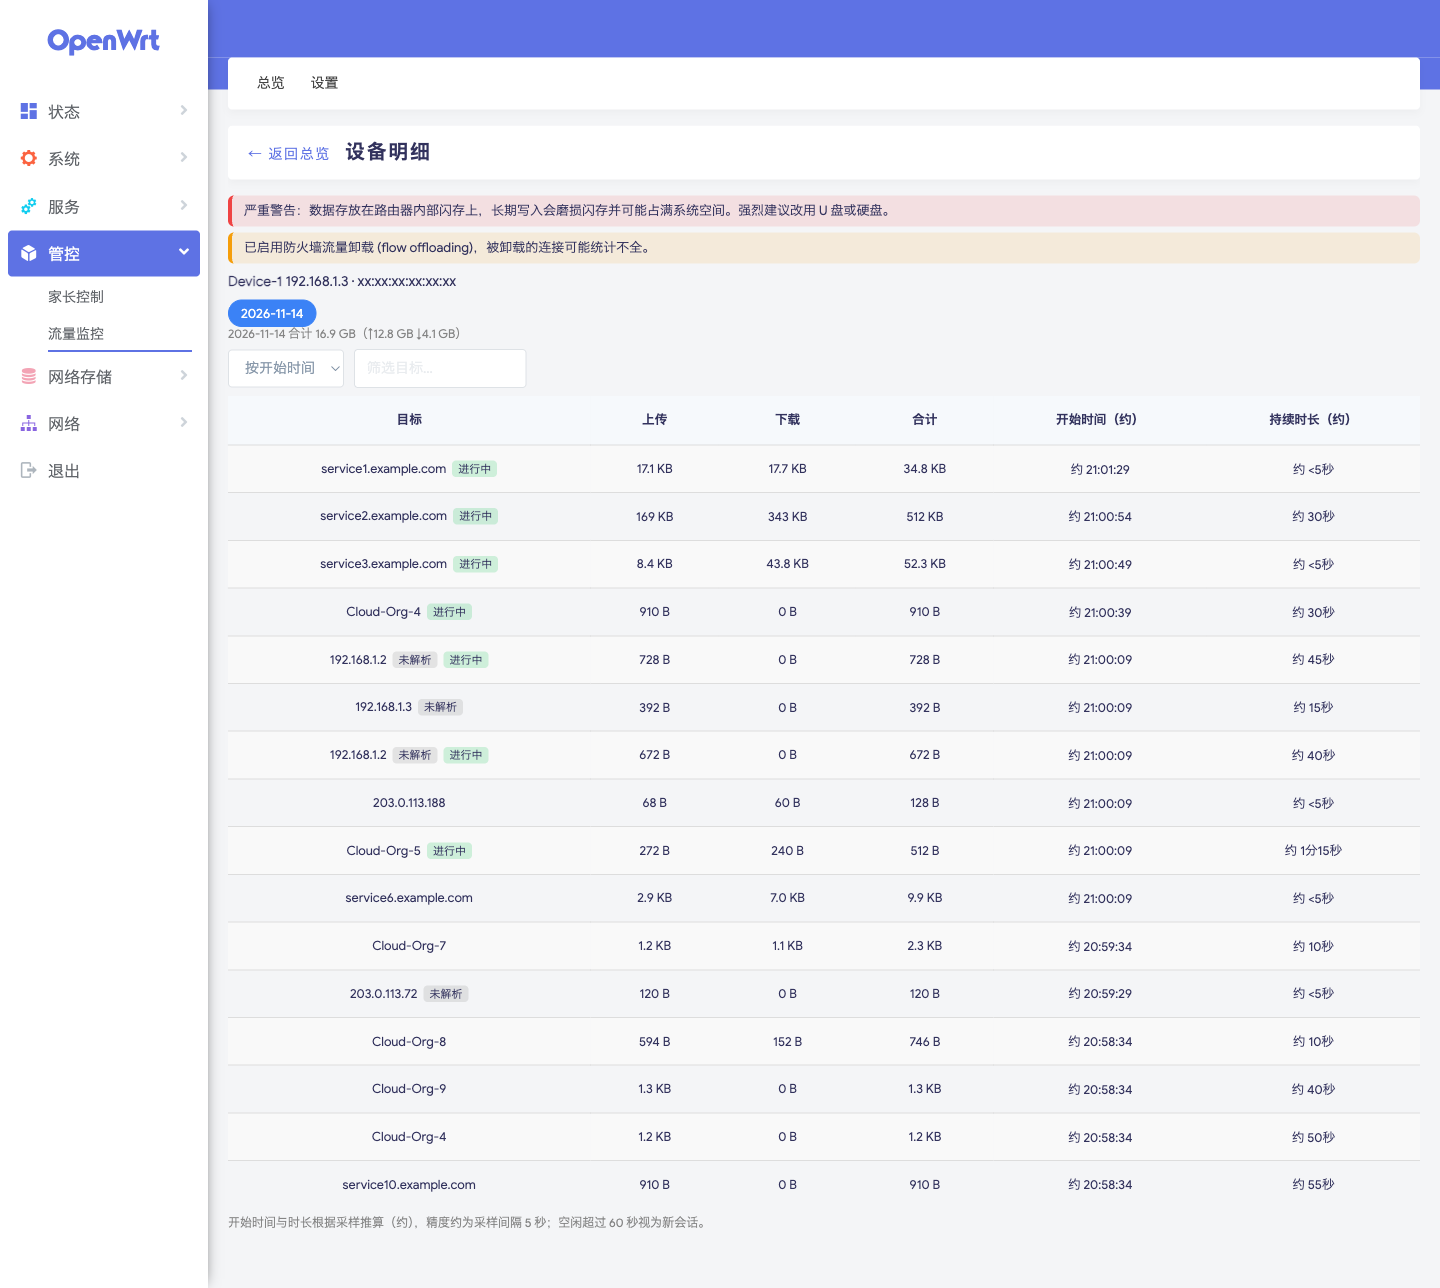 OpenWrt
状态
系统
服务
管控
家长控制
流量监控
网络存储
网络
退出
总览 设置
← 返回总览 设备明细
严重警告：数据存放在路由器内部闪存上，长期写入会磨损闪存并可能占满系统空间。强烈建议改用 U 盘或硬盘。
已启用防火墙流量卸载 (flow offloading)，被卸载的连接可能统计不全。
Device-1 192.168.1.3 · xx:xx:xx:xx:xx:xx
2026-11-14
2026-11-14 合计 16.9 GB（↑12.8 GB ↓4.1 GB）
按开始时间 筛选目标...
目标 上传 下载 合计 开始时间（约） 持续时长（约）
service1.example.com 进行中 17.1 KB 17.7 KB 34.8 KB 约 21:01:29 约 <5秒
service2.example.com 进行中 169 KB 343 KB 512 KB 约 21:00:54 约 30秒
service3.example.com 进行中 8.4 KB 43.8 KB 52.3 KB 约 21:00:49 约 <5秒
Cloud-Org-4 进行中 910 B 0 B 910 B 约 21:00:39 约 30秒
192.168.1.2 未解析 进行中 728 B 0 B 728 B 约 21:00:09 约 45秒
192.168.1.3 未解析 392 B 0 B 392 B 约 21:00:09 约 15秒
192.168.1.2 未解析 进行中 672 B 0 B 672 B 约 21:00:09 约 40秒
203.0.113.188 68 B 60 B 128 B 约 21:00:09 约 <5秒
Cloud-Org-5 进行中 272 B 240 B 512 B 约 21:00:09 约 1分15秒
service6.example.com 2.9 KB 7.0 KB 9.9 KB 约 21:00:09 约 <5秒
Cloud-Org-7 1.2 KB 1.1 KB 2.3 KB 约 20:59:34 约 10秒
203.0.113.72 未解析 120 B 0 B 120 B 约 20:59:29 约 <5秒
Cloud-Org-8 594 B 152 B 746 B 约 20:58:34 约 10秒
Cloud-Org-9 1.3 KB 0 B 1.3 KB 约 20:58:34 约 40秒
Cloud-Org-4 1.2 KB 0 B 1.2 KB 约 20:58:34 约 50秒
service10.example.com 910 B 0 B 910 B 约 20:58:34 约 55秒
开始时间与时长根据采样推算（约），精度约为采样间隔 5 秒；空闲超过 60 秒视为新会话。